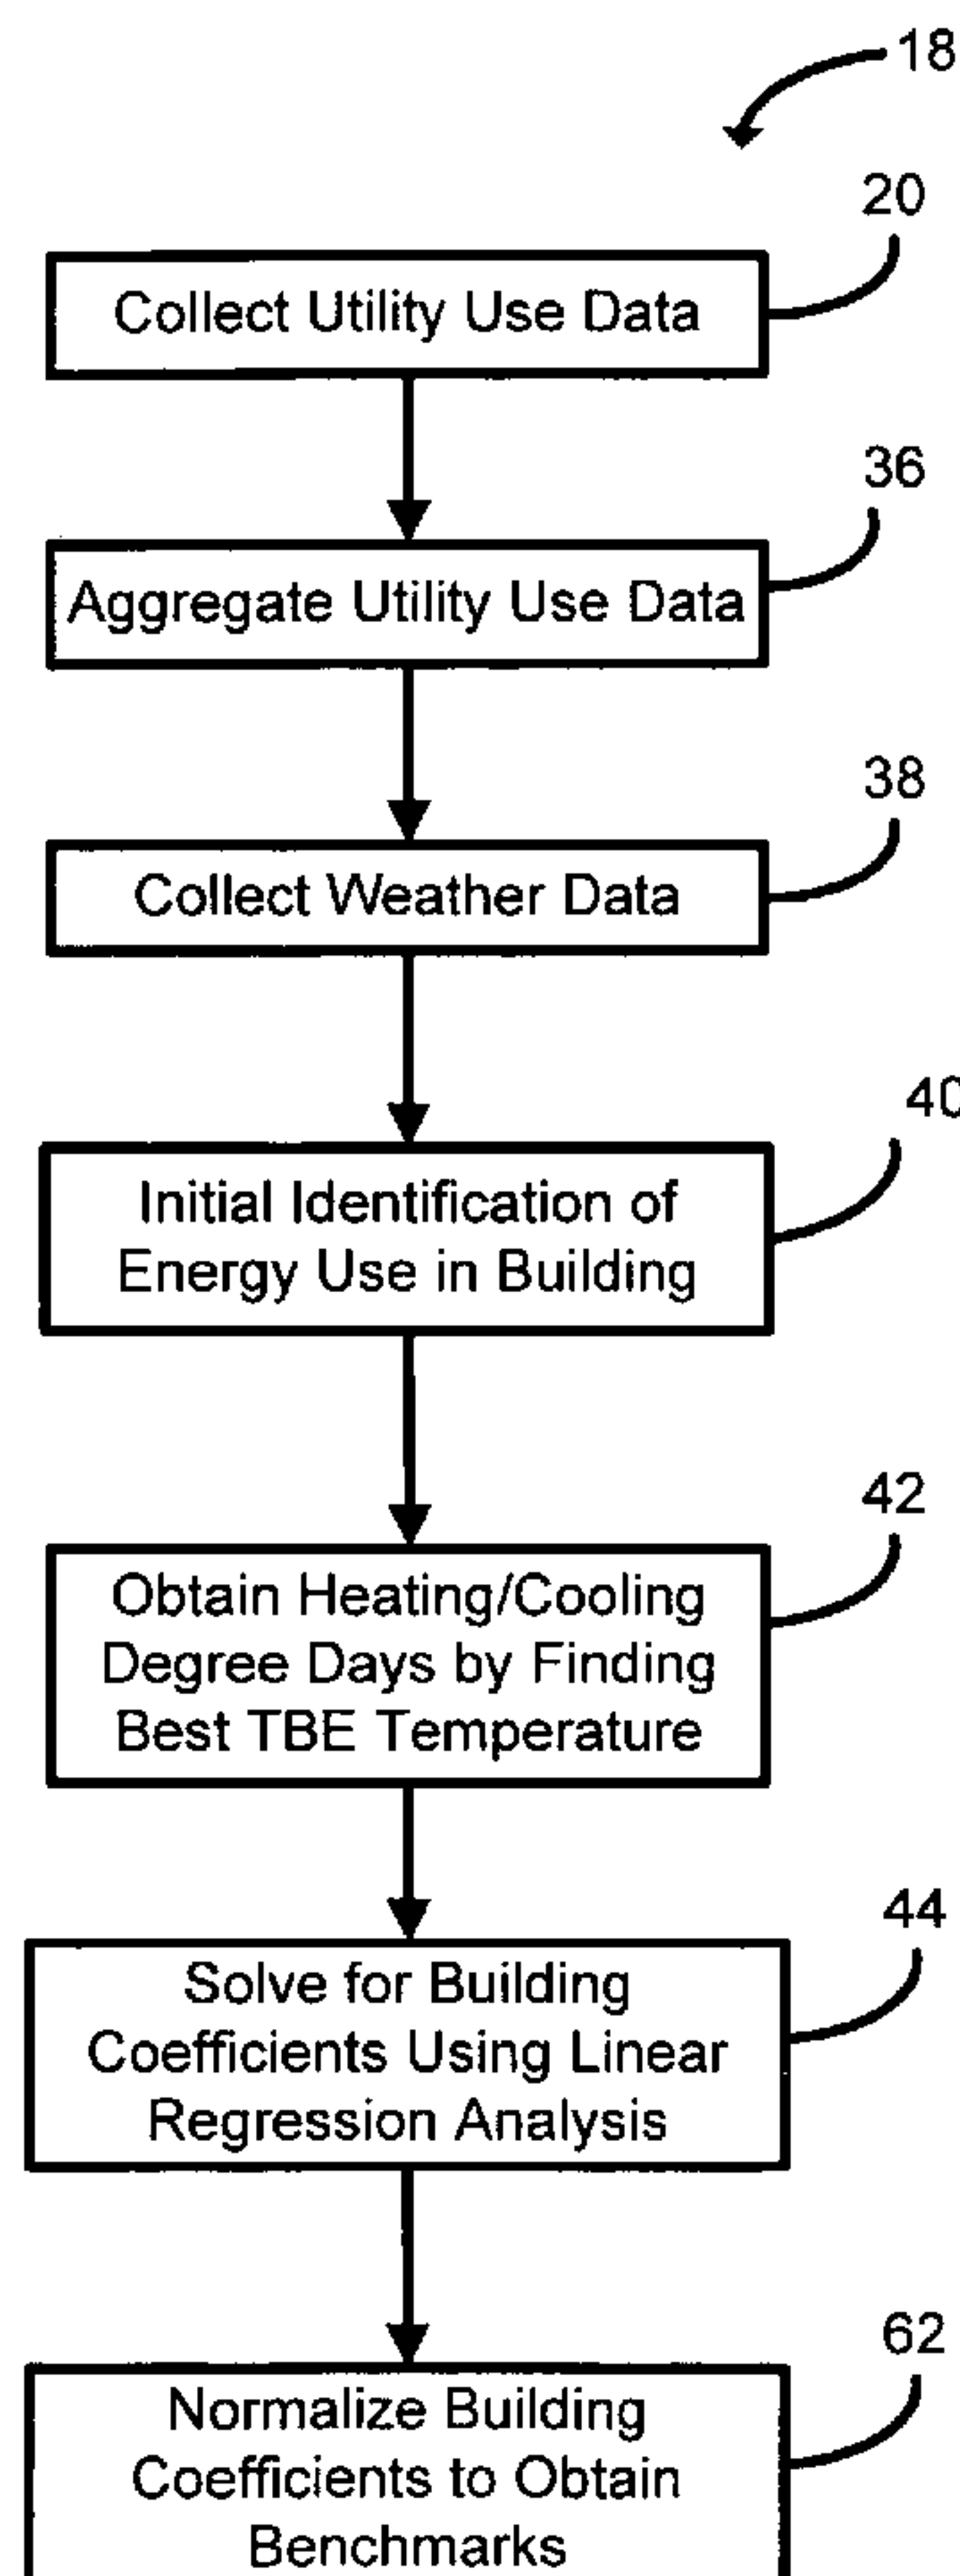 18
20
Collect Utility Use Data
36
Aggregate Utility Use Data
38
Collect Weather Data
40
Initial Identification of
Energy Use in Building
42
Obtain Heating/Cooling
Degree Days by Finding
Best TBE Temperature
44
Solve for Building
Coefficients Using Linear
Regression Analysis
62
Normalize Building
Coefficients to Obtain
Benchmarks